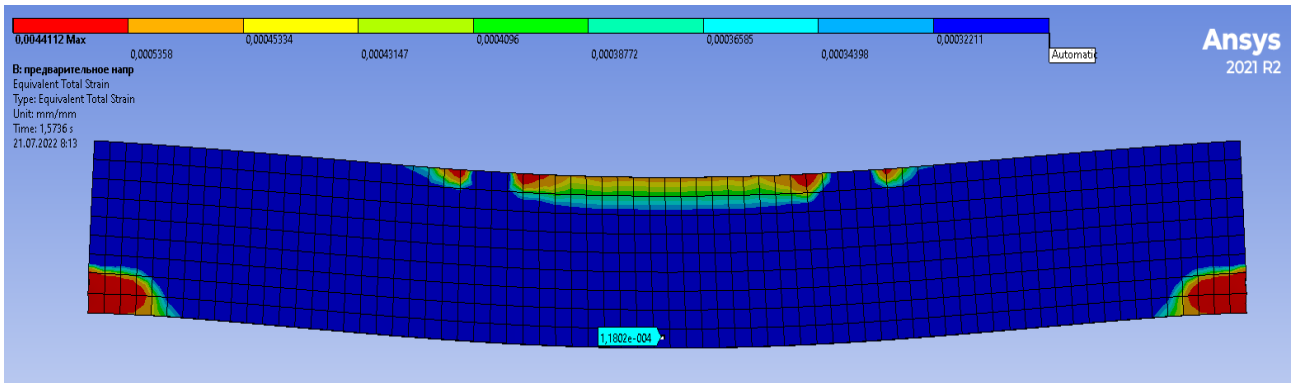 0,0044112 Max
0,0005358
0,00045334
0,00043147
0,0004096
0,00038772
0,00036585
0,00034398
0,00032211
Automatic
Ansys
2021 R2
B: предварительное напр
Equivalent Total Strain
Type: Equivalent Total Strain
Unit: mm/mm
Time: 1,5736 s
21.07.2022 8:13
1,1802e-004